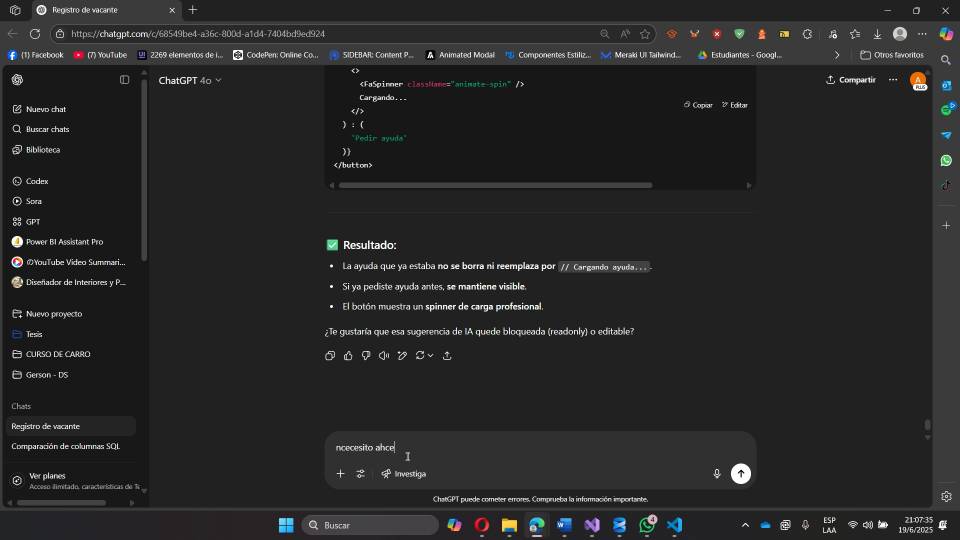 Registro de vacante
https://chatgpt.com/c/68549be4-a36c-800d-a1d4-7404bd9ed924
(1) Facebook
(7) YouTube
2269 elementos de i...
CodePen: Online Co...
SIDEBAR: Content P...
Animated Modal
Componentes Estiliz...
Meraki UI Tailwind...
Estudiantes - Googl...
Otros favoritos
ChatGPT 4o
Compartir
Nuevo chat
Buscar chats
Biblioteca
Codex
Sora
GPT
Power BI Assistant Pro
YouTube Video Summari...
Diseñador de Interiores y P...
Nuevo proyecto
Tesis
CURSO DE CARRO
Gerson - DS
Chats
Registro de vacante
Comparación de columnas SQL
Ver planes
Acceso ilimitado, características de Te
<>
<FaSpinner className="animate-spin" />
Cargando...
</>
) : (
"Pedir ayuda"
)}
</button>
Copiar
Editar
Resultado:
• La ayuda que ya estaba no se borra ni reemplaza por // Cargando ayuda....
• Si ya pediste ayuda antes, se mantiene visible.
• El botón muestra un spinner de carga profesional.
¿Te gustaría que esa sugerencia de IA quede bloqueada (readonly) o editable?
ncecesito ahce
Investiga
ChatGPT puede cometer errores. Comprueba la información importante.
PLUS
Buscar
4
ESP
LAA
21:07:35
19/6/2025